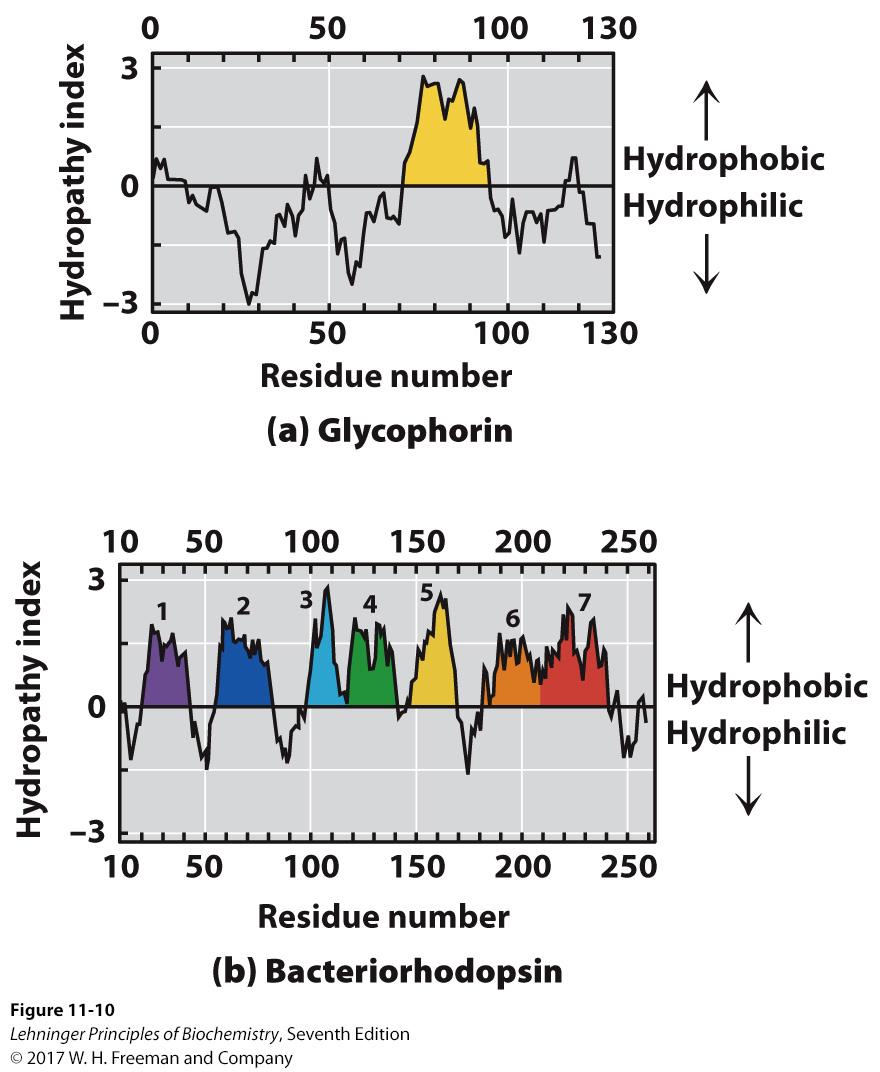 0 50 100 130
3
0
–3
Hydropathy index
Hydrophobic
Hydrophilic
0 50 100 130
Residue number
(a) Glycophorin
10 50 100 150 200 250
3
0
–3
Hydropathy index
1 2 3 4 5 6 7
Hydrophobic
Hydrophilic
10 50 100 150 200 250
Residue number
(b) Bacteriorhodopsin
Figure 11-10
Lehninger Principles of Biochemistry, Seventh Edition
© 2017 W. H. Freeman and Company